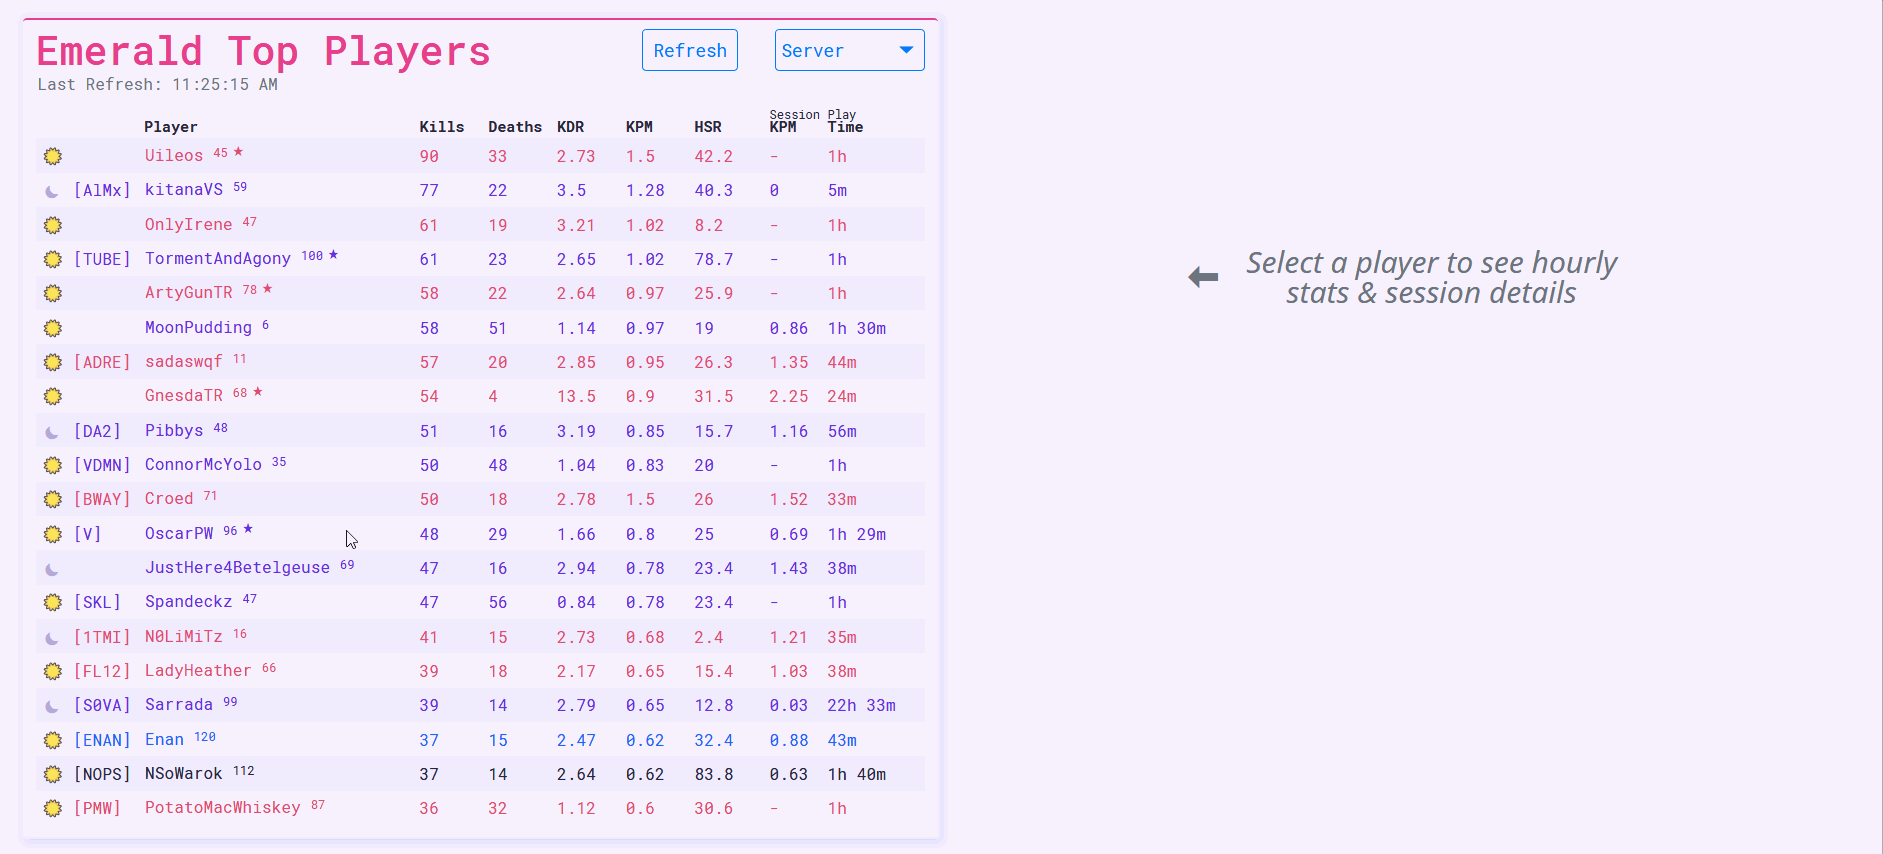 Emerald Top Players
Refresh
Server
Last Refresh: 11:25:15 AM
Player Kills Deaths KDR KPM HSR Session KPM Play Time
Uileos 45 ★ 90 33 2.73 1.5 42.2 - 1h
[AlMx] kitanaVS 59 77 22 3.5 1.28 40.3 0 5m
OnlyIrene 47 61 19 3.21 1.02 8.2 - 1h
[TUBE] TormentAndAgony 100 ★ 61 23 2.65 1.02 78.7 - 1h
ArtyGunTR 78 ★ 58 22 2.64 0.97 25.9 - 1h
MoonPudding 6 58 51 1.14 0.97 19 0.86 1h 30m
[ADRE] sadaswqf 11 57 20 2.85 0.95 26.3 1.35 44m
GnesdaTR 68 ★ 54 4 13.5 0.9 31.5 2.25 24m
[DA2] Pibbys 48 51 16 3.19 0.85 15.7 1.16 56m
[VDMN] ConnorMcYolo 35 50 48 1.04 0.83 20 - 1h
[BWAY] Croed 71 50 18 2.78 1.5 26 1.52 33m
[V] OscarPW 96 ★ 48 29 1.66 0.8 25 0.69 1h 29m
JustHere4Betelgeuse 69 47 16 2.94 0.78 23.4 1.43 38m
[SKL] Spandeckz 47 47 56 0.84 0.78 23.4 - 1h
[1TMI] N0LiMiTz 16 41 15 2.73 0.68 2.4 1.21 35m
[FL12] LadyHeather 66 39 18 2.17 0.65 15.4 1.03 38m
[S0VA] Sarrada 99 39 14 2.79 0.65 12.8 0.03 22h 33m
[ENAN] Enan 120 37 15 2.47 0.62 32.4 0.88 43m
[NOPS] NSoWarok 112 37 14 2.64 0.62 83.8 0.63 1h 40m
[PMW] PotatoMacWhiskey 87 36 32 1.12 0.6 30.6 - 1h
Select a player to see hourly
stats & session details